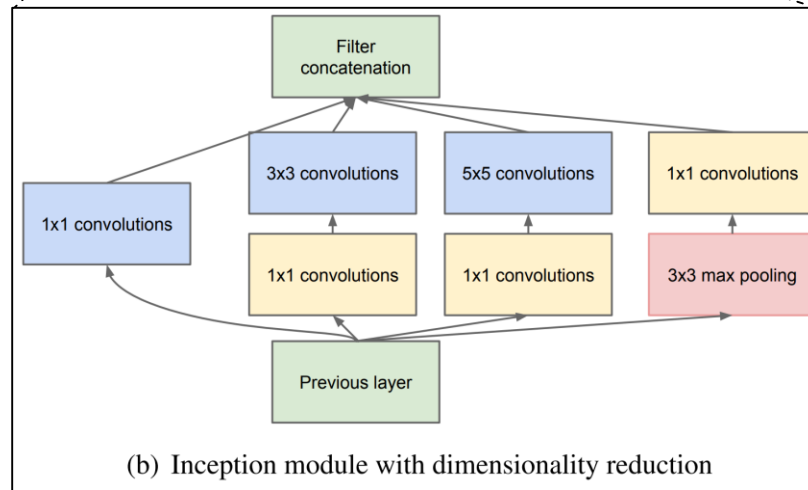 Filter
concatenation
3x3 convolutions
5x5 convolutions
1x1 convolutions
1x1 convolutions
1x1 convolutions
1x1 convolutions
3x3 max pooling
Previous layer
(b) Inception module with dimensionality reduction